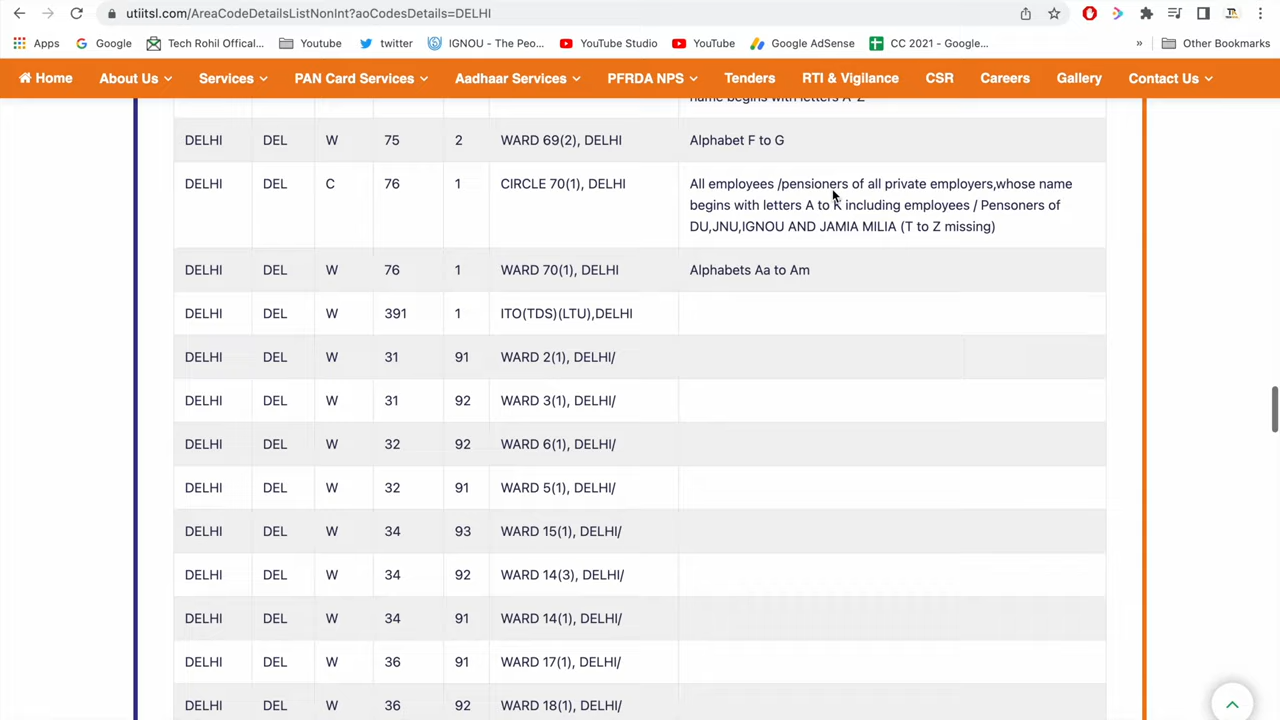 utiitsl.com/AreaCodeDetailsListNonInt?aoCodesDetails=DELHI
Apps Google Tech Rohil Offical... Youtube twitter IGNOU - The Peo... YouTube Studio YouTube Google AdSense CC 2021 - Google... » Other Bookmarks
Home About Us Services PAN Card Services Aadhaar Services PFRDA NPS Tenders RTI & Vigilance CSR Careers Gallery Contact Us
name begins with letters A-Z
DELHI DEL W 75 2 WARD 69(2), DELHI Alphabet F to G
DELHI DEL C 76 1 CIRCLE 70(1), DELHI All employees /pensioners of all private employers,whose name
begins with letters A to K including employees / Pensoners of
DU,JNU,IGNOU AND JAMIA MILIA (T to Z missing)
DELHI DEL W 76 1 WARD 70(1), DELHI Alphabets Aa to Am
DELHI DEL W 391 1 ITO(TDS)(LTU),DELHI
DELHI DEL W 31 91 WARD 2(1), DELHI/
DELHI DEL W 31 92 WARD 3(1), DELHI/
DELHI DEL W 32 92 WARD 6(1), DELHI/
DELHI DEL W 32 91 WARD 5(1), DELHI/
DELHI DEL W 34 93 WARD 15(1), DELHI/
DELHI DEL W 34 92 WARD 14(3), DELHI/
DELHI DEL W 34 91 WARD 14(1), DELHI/
DELHI DEL W 36 91 WARD 17(1), DELHI/
DELHI DEL W 36 92 WARD 18(1), DELHI/